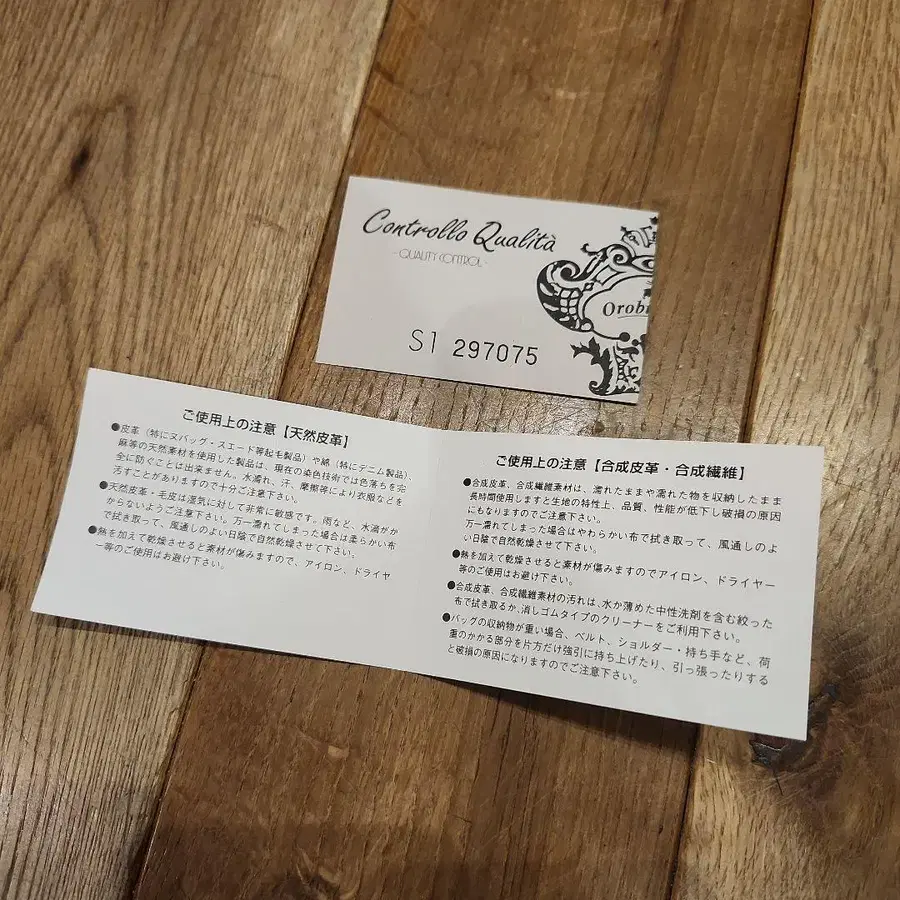 Controllo Qualità
- QUALITY CONTROL -
Orobi
S1 297075
ご使用上の注意【天然皮革】
●皮革（特にヌバッグ・スエード等起毛製品）や綿（特にデニム製品）、
麻等の天然素材を使用した製品は、現在の染色技術では色落ちを完
全に防ぐことは出来ません。水濡れ、汗、摩擦等により衣服などを
汚すことがありますので十分ご注意下さい。
●天然皮革・毛皮は湿気に対して非常に敏感です。雨など、水滴がか
からないようご注意下さい。万一濡れてしまった場合は柔らかい布
で拭き取って、風通しのよい日陰で自然乾燥させて下さい。
●熱を加えて乾燥させると素材が傷みますので、アイロン、ドライヤ
ー等のご使用はお避け下さい。
ご使用上の注意【合成皮革・合成繊維】
●合成皮革、合成繊維素材は、濡れたままや濡れた物を収納したまま
長時間使用しますと生地の特性上、品質、性能が低下し破損の原因
にもなりますのでご注意下さい。
万一濡れてしまった場合はやわらかい布で拭き取って、風通しのよ
い日陰で自然乾燥させて下さい。
●熱を加えて乾燥させると素材が傷みますのでアイロン、ドライヤー
等のご使用はお避け下さい。
●合成皮革、合成繊維素材の汚れは、水か薄めた中性洗剤を含む絞った
布で拭き取るか、消しゴムタイプのクリーナーをご利用下さい。
●バッグの収納物が重い場合、ベルト、ショルダー・持ち手など、荷
重のかかる部分を片方だけ強引に持ち上げたり、引っ張ったりする
と破損の原因になりますのでご注意下さい。